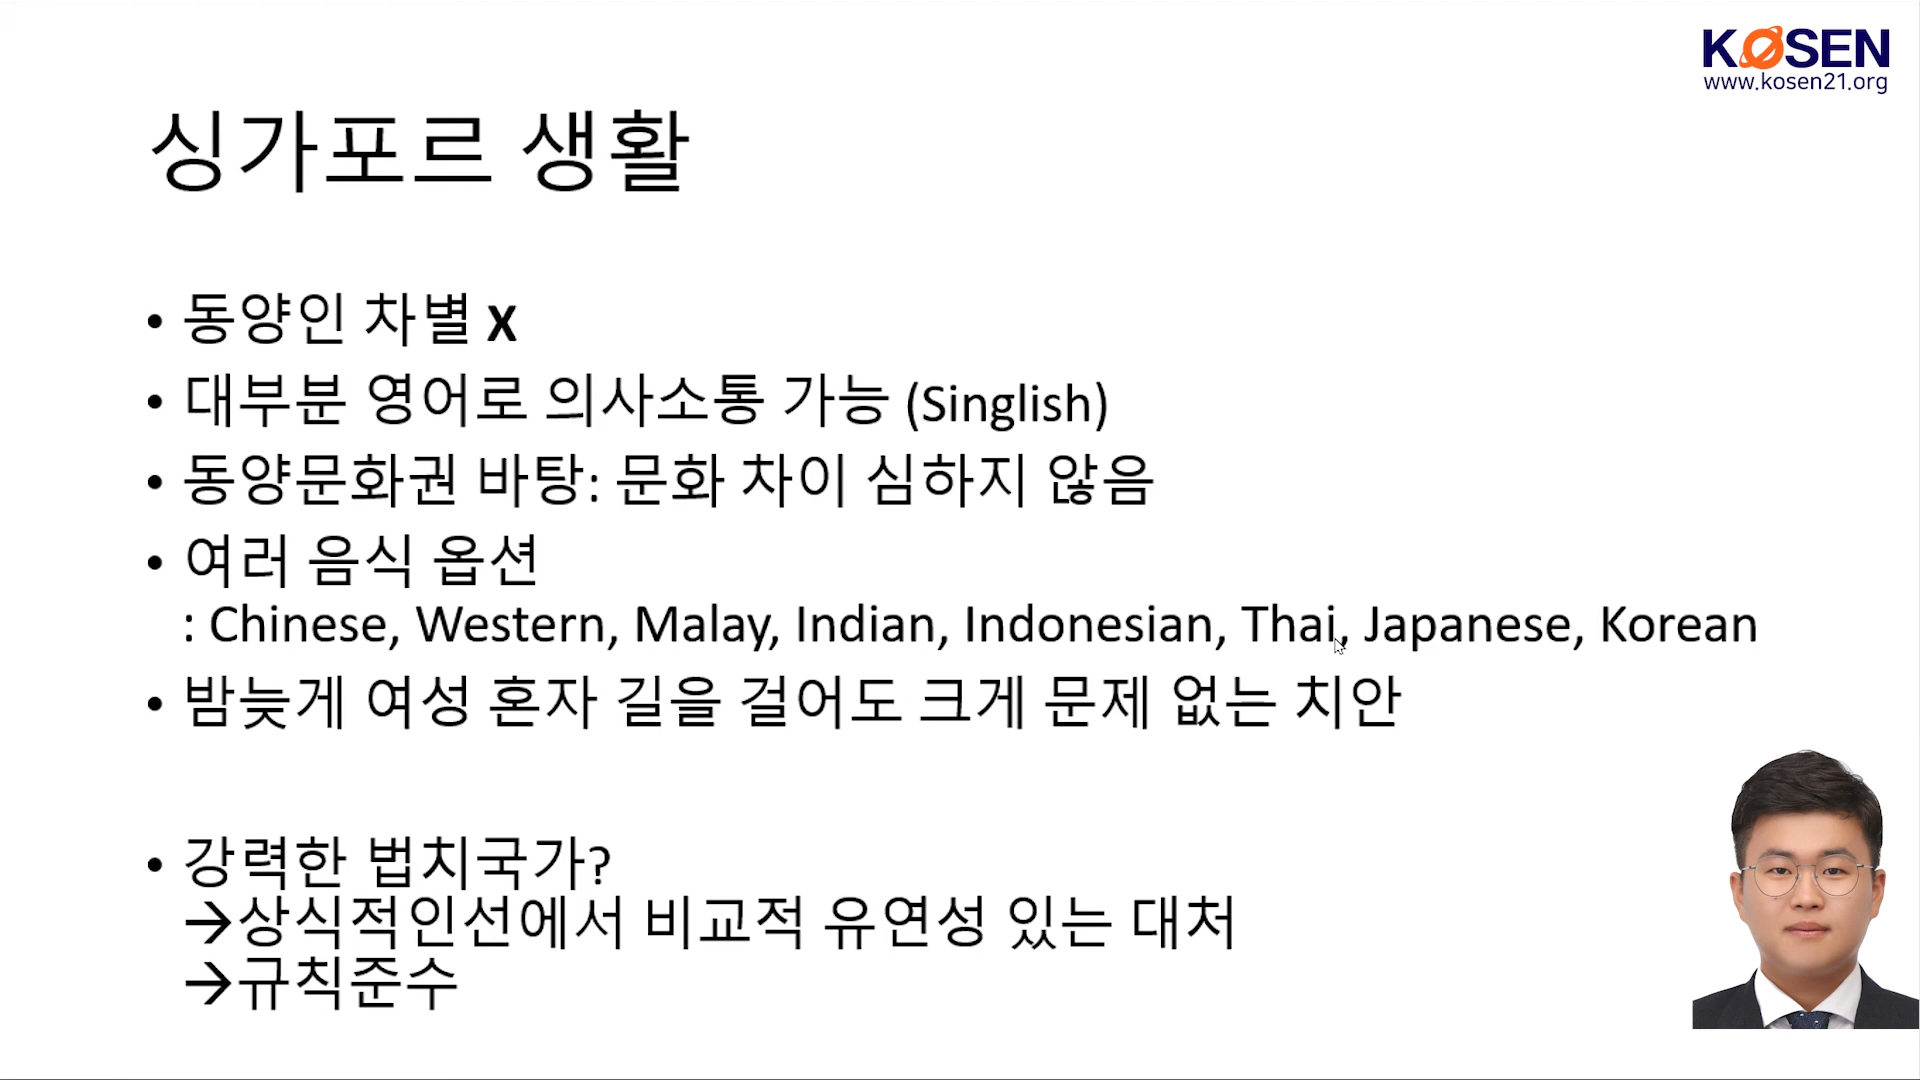 KOSEN
www.kosen21.org
싱가포르 생활
• 동양인 차별 X
• 대부분 영어로 의사소통 가능 (Singlish)
• 동양문화권 바탕: 문화 차이 심하지 않음
• 여러 음식 옵션
: Chinese, Western, Malay, Indian, Indonesian, Thai, Japanese, Korean
• 밤늦게 여성 혼자 길을 걸어도 크게 문제 없는 치안
• 강력한 법치국가?
→상식적인선에서 비교적 유연성 있는 대처
→규칙준수